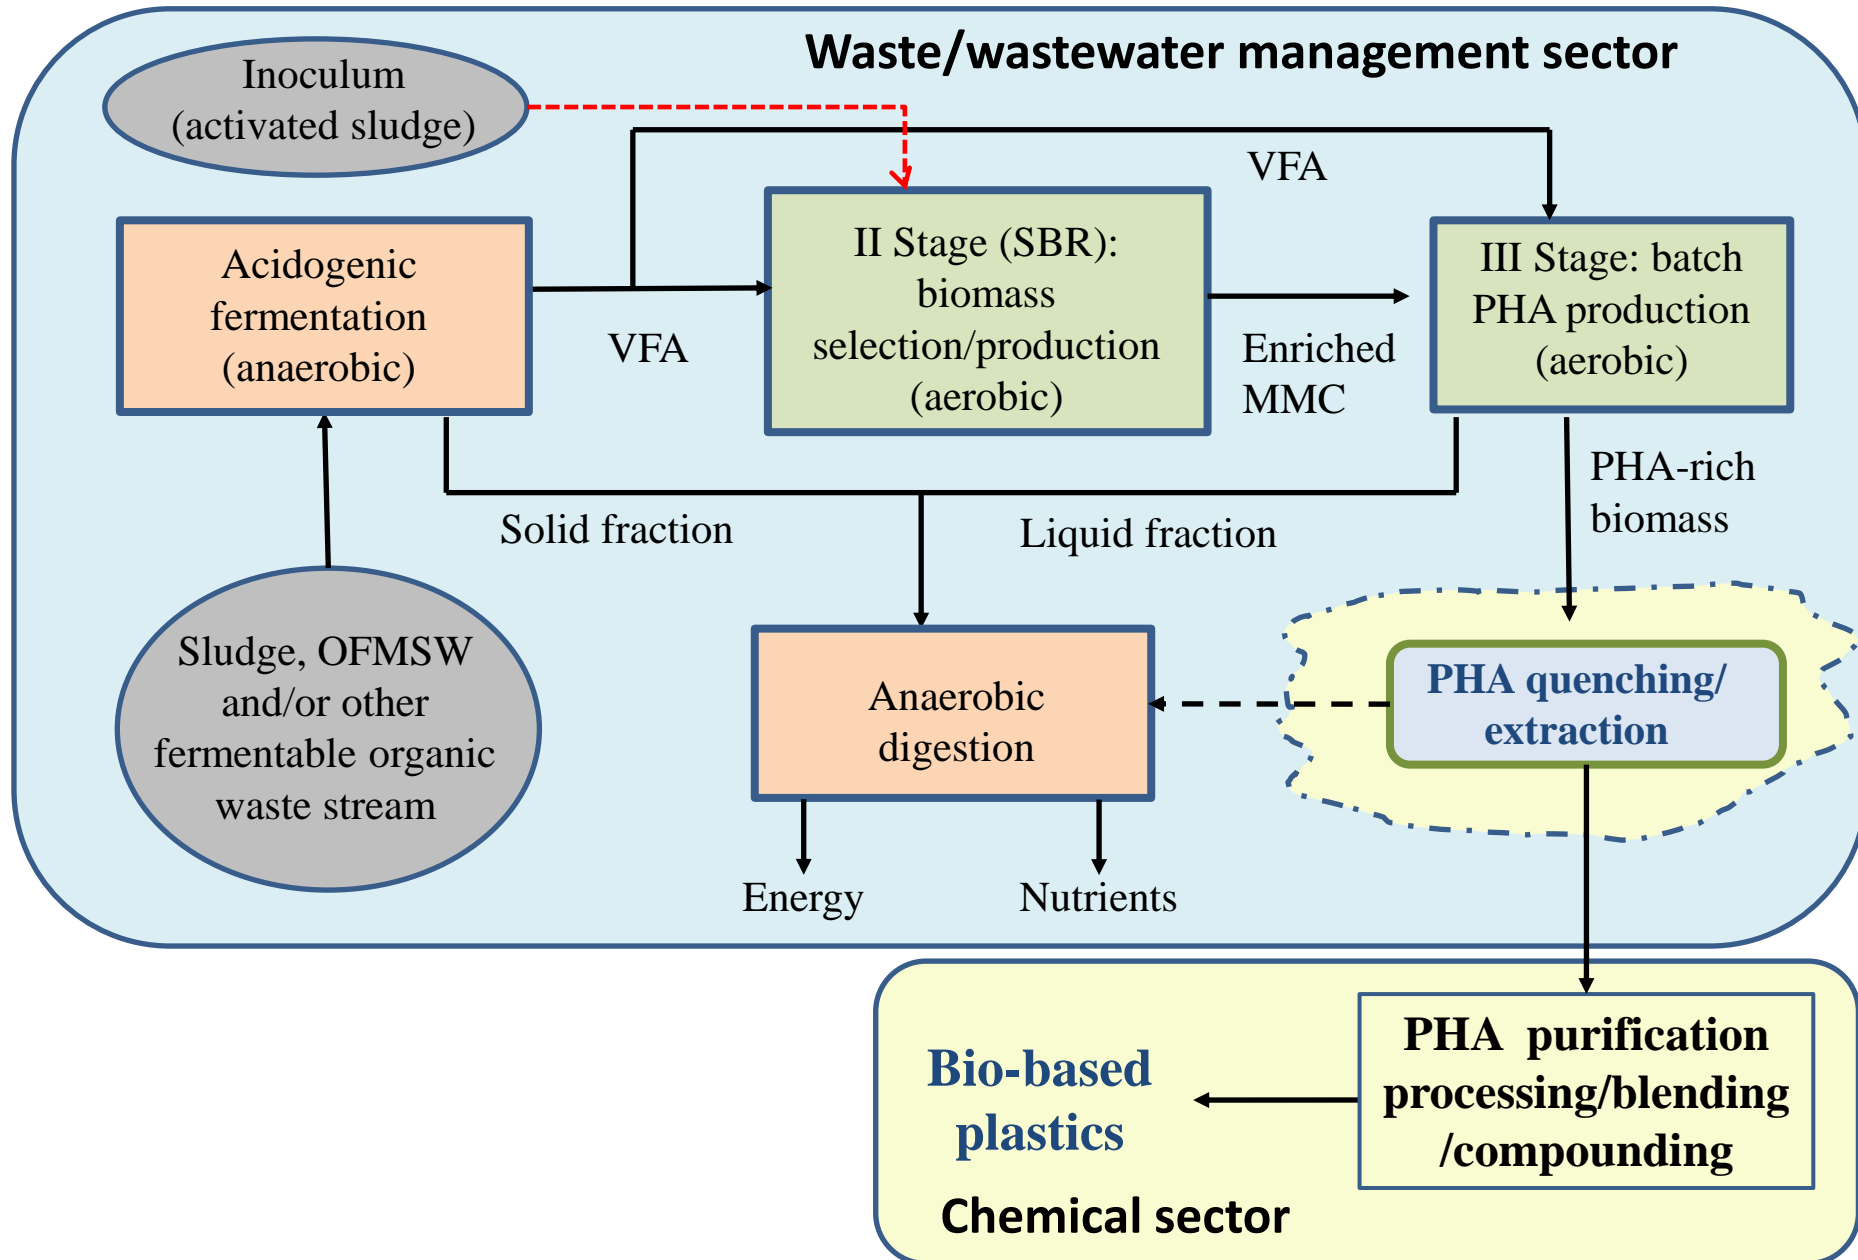 Waste/wastewater management sector
Inoculum
(activated sludge)
VFA
Acidogenic
fermentation
(anaerobic)
VFA
II Stage (SBR):
biomass
selection/production
(aerobic)
Enriched
MMC
III Stage: batch
PHA production
(aerobic)
Solid fraction
Liquid fraction
PHA-rich
biomass
Sludge, OFMSW
and/or other
fermentable organic
waste stream
Anaerobic
digestion
PHA quenching/
extraction
Energy
Nutrients
Bio-based
plastics
PHA purification
processing/blending
/compounding
Chemical sector